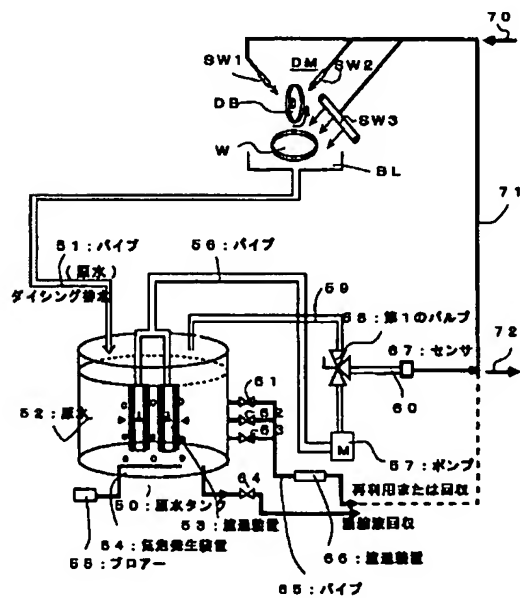 70
SW1
DM
SW2
DB
SW3
W
BL
71
51:パイプ
(原水)
ダイシング排水
56:パイプ
59
58:第1のバルブ
67:センサ
72
60
61
62
63
52:原水
M
57:ポンプ
64
50:原水タンク
再利用または回収
53:濾過装置
濃縮液回収
54:気泡発生装置
66:濾過装置
55:ブロアー
65:パイプ